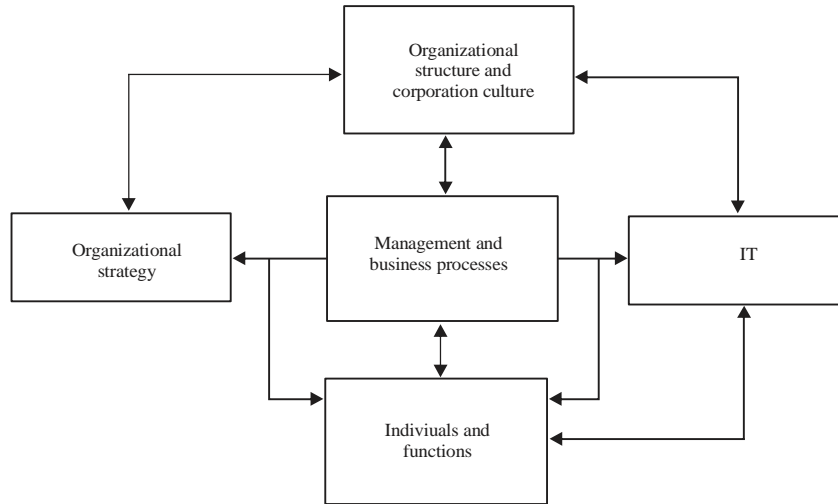 Organizational
structure and
corporation culture
Organizational
strategy
Management and
business processes
IT
Indiviuals and
functions